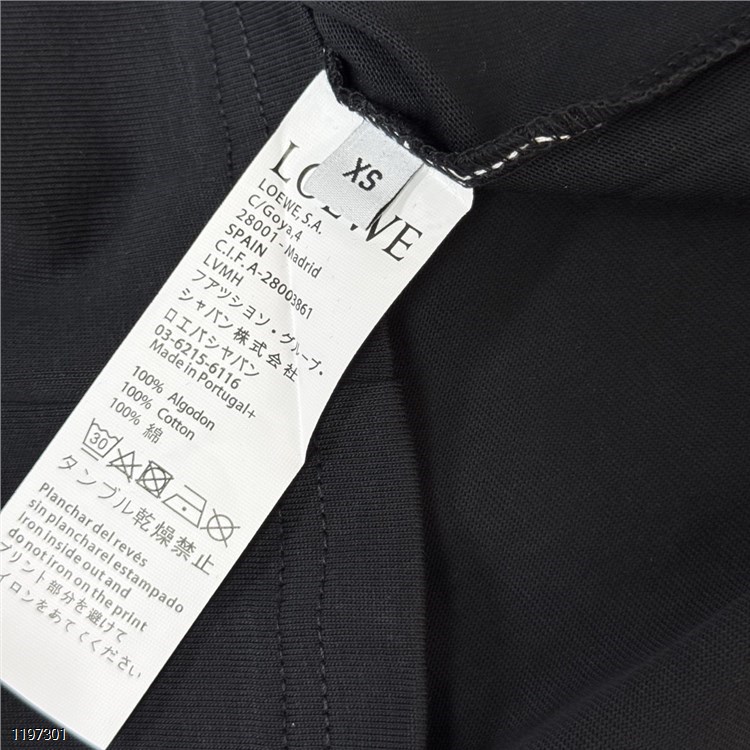 XS
LOEWE
LOEWE, S.A.
C/Goya,4
28001 - Madrid
SPAIN
C.I.F. A-28003861
LVMH
ファッション・グループ・
ジャパン株式会社
ロエベジャパン
03-6215-6116
Made in Portugal+
100% Algodon
100% Cotton
100% 綿
30
タンブル乾燥禁止
Planchar del revés
sin planchar el estampado
Iron inside out and
do not iron on the print
プリント部分を避けて
イロンをあててください
1197301